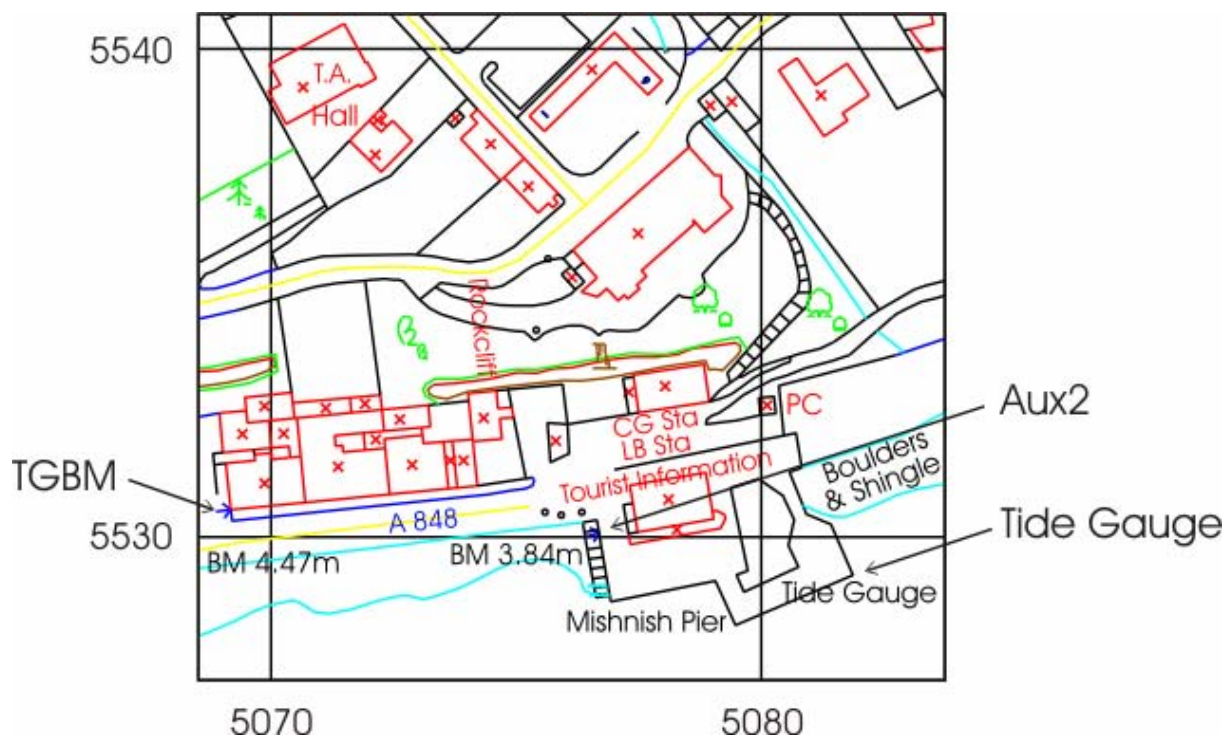 5540
T.A.
Hall
Rockcliff
Aux2
PC
CG Sta
LB Sta
TGBM
Tourist Information
Boulders
& Shingle
A 848
Tide Gauge
5530
BM 4.47m
BM 3.84m
Tide Gauge
Mishnish Pier
5070
5080